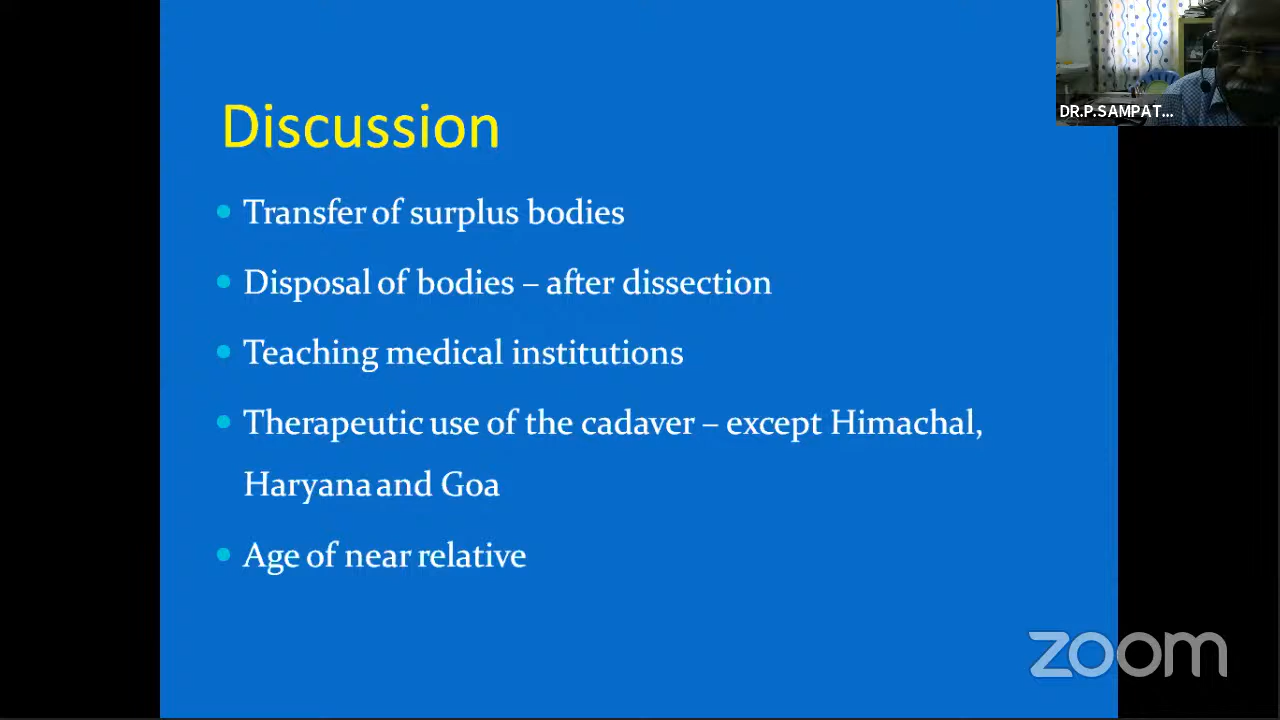 DR.P.SAMPAT...
Discussion
Transfer of surplus bodies
Disposal of bodies – after dissection
Teaching medical institutions
Therapeutic use of the cadaver – except Himachal,
Haryana and Goa
Age of near relative
zoom